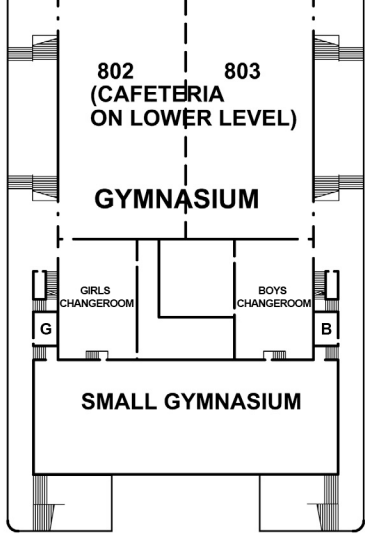 802 803
(CAFETERIA
ON LOWER LEVEL)
GYMNASIUM
GIRLS
CHANGEROOM
BOYS
CHANGEROOM
G
B
SMALL GYMNASIUM